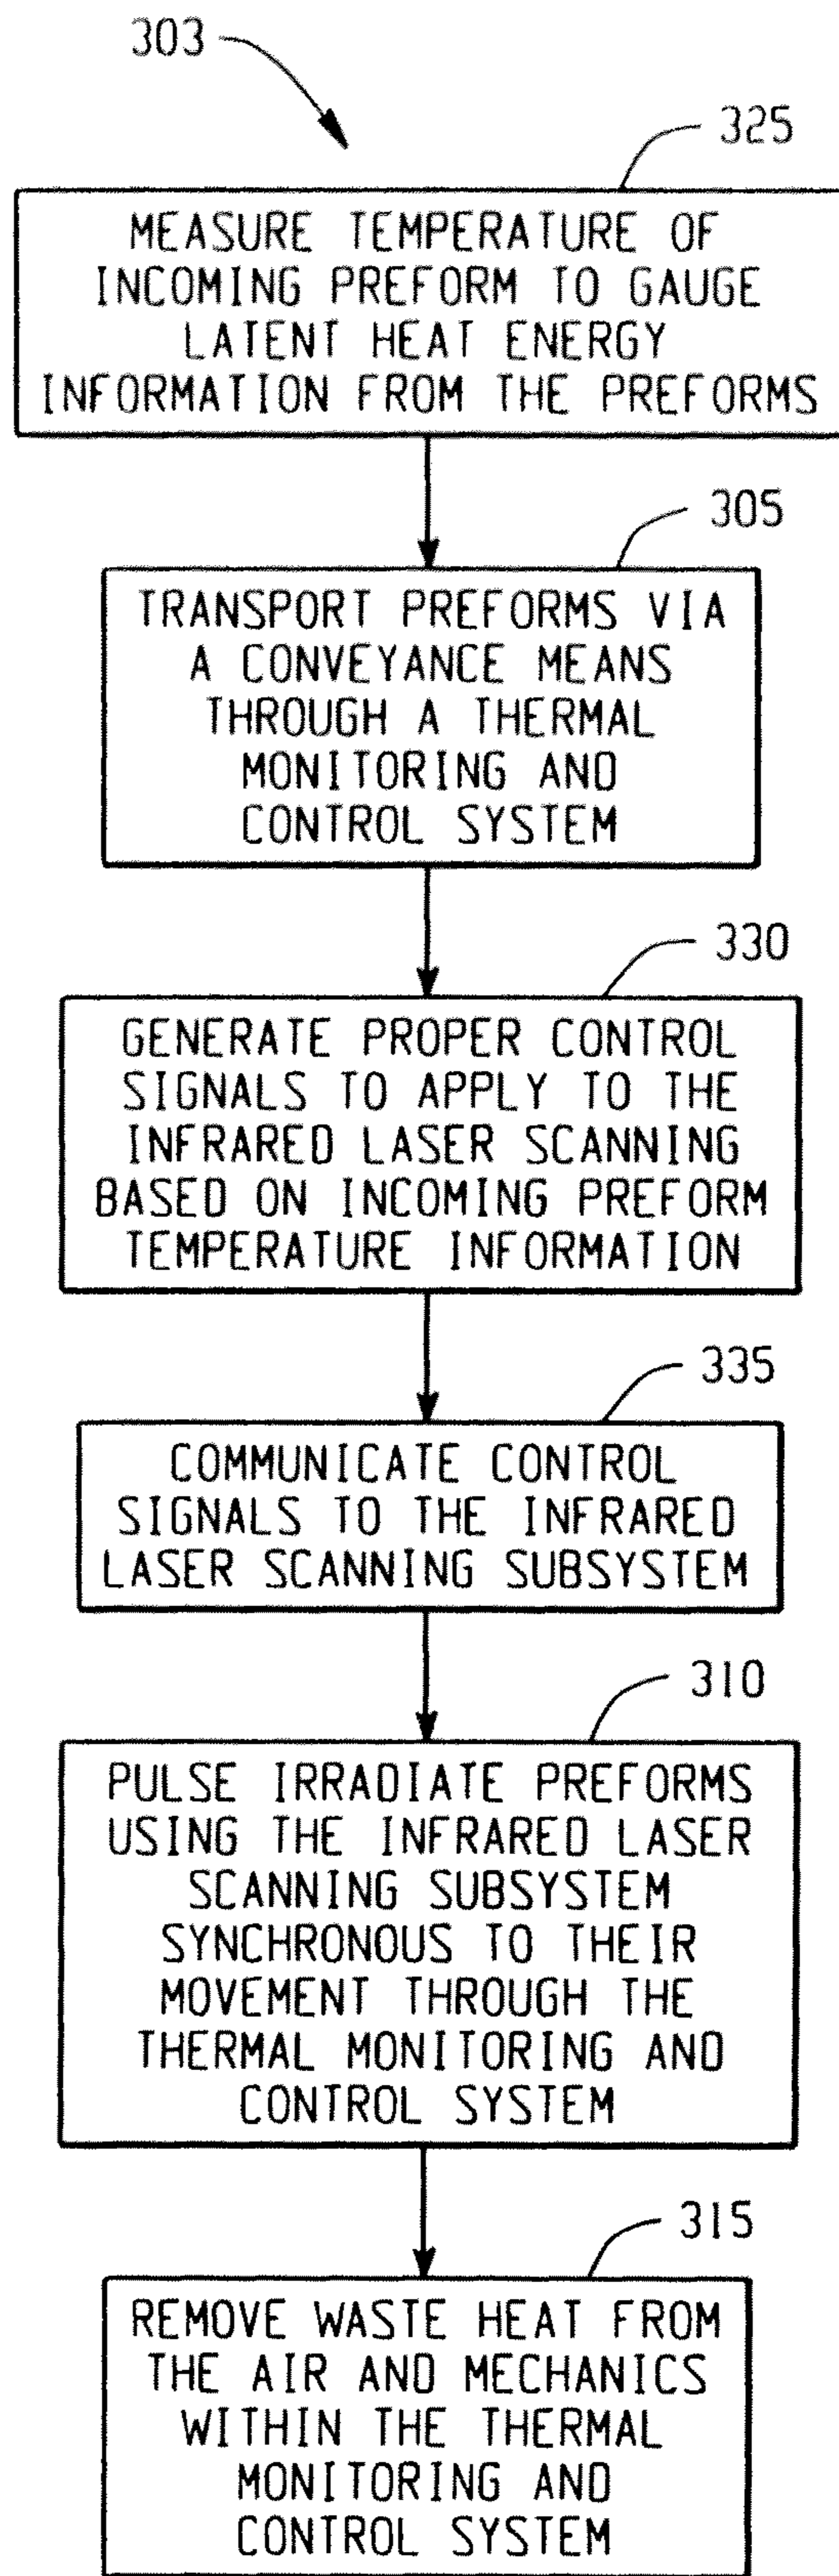 303
325
MEASURE TEMPERATURE OF
INCOMING PREFORM TO GAUGE
LATENT HEAT ENERGY
INFORMATION FROM THE PREFORMS
305
TRANSPORT PREFORMS VIA
A CONVEYANCE MEANS
THROUGH A THERMAL
MONITORING AND
CONTROL SYSTEM
330
GENERATE PROPER CONTROL
SIGNALS TO APPLY TO THE
INFRARED LASER SCANNING
BASED ON INCOMING PREFORM
TEMPERATURE INFORMATION
335
COMMUNICATE CONTROL
SIGNALS TO THE INFRARED
LASER SCANNING SUBSYSTEM
310
PULSE IRRADIATE PREFORMS
USING THE INFRARED LASER
SCANNING SUBSYSTEM
SYNCHRONOUS TO THEIR
MOVEMENT THROUGH THE
THERMAL MONITORING AND
CONTROL SYSTEM
315
REMOVE WASTE HEAT FROM
THE AIR AND MECHANICS
WITHIN THE THERMAL
MONITORING AND
CONTROL SYSTEM